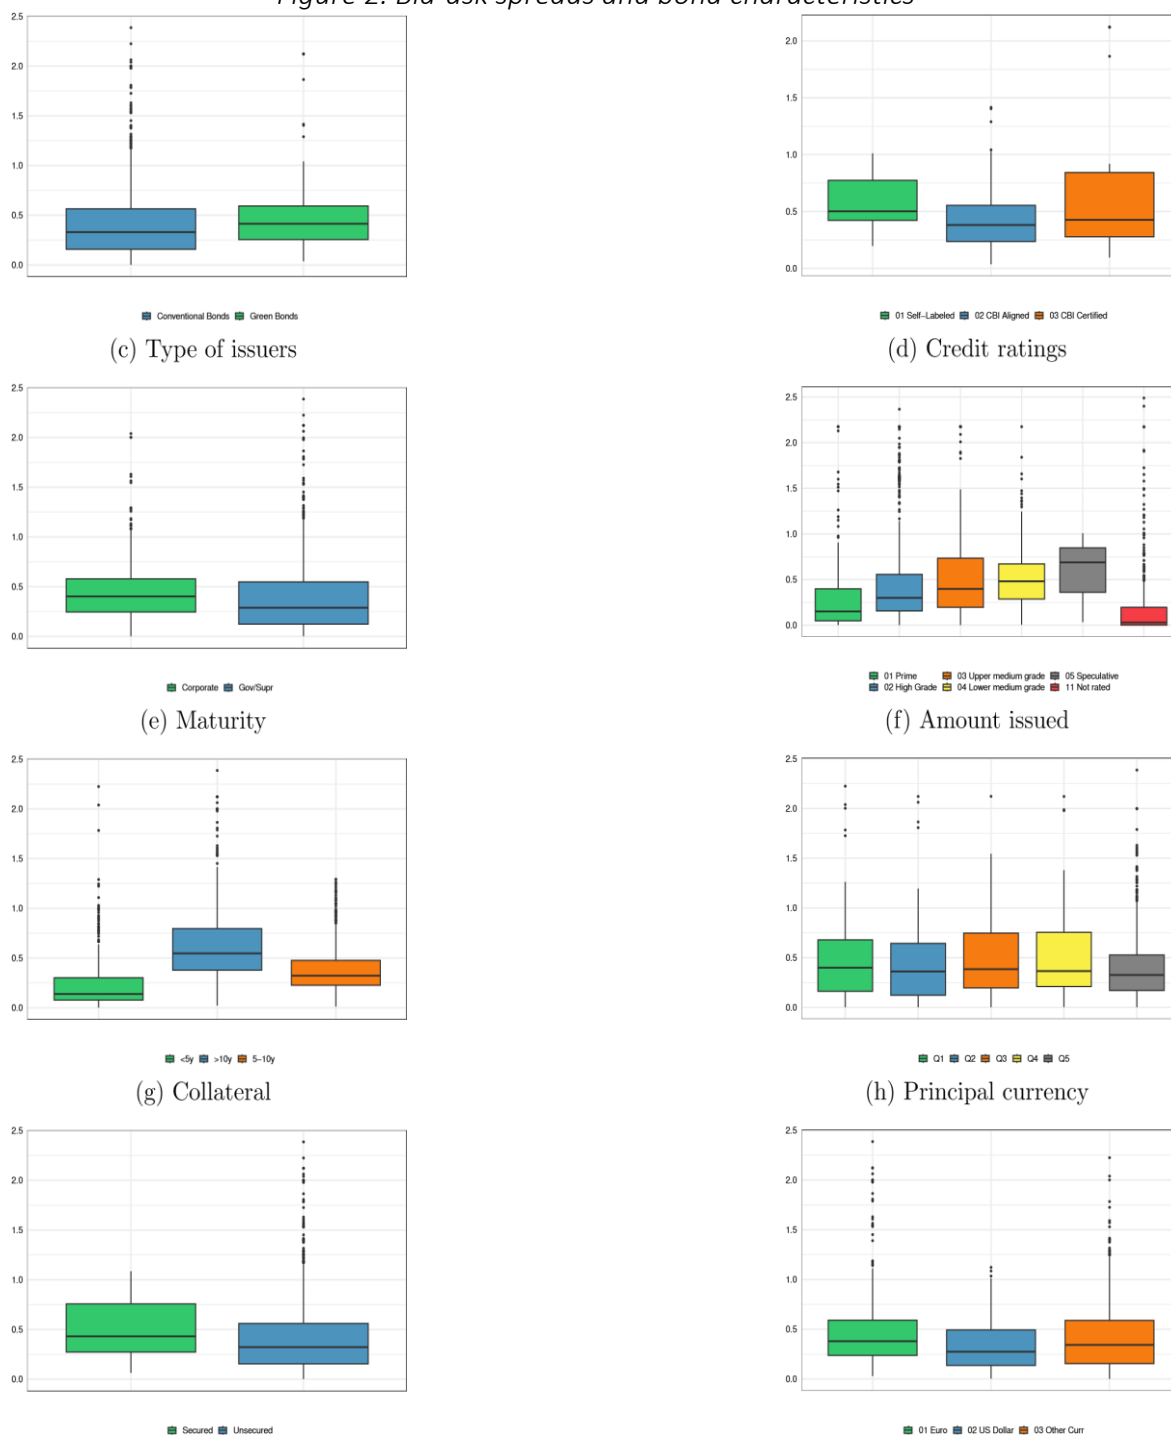 Figure 2: Bid-ask spreads and bond characteristics
2.5
2.0
1.5
1.0
0.5
0.0
Conventional Bonds Green Bonds
2.0
1.5
1.0
0.5
0.0
01 Self-Labeled 02 CBI Aligned 03 CBI Certified
(c) Type of issuers
(d) Credit ratings
2.5
2.0
1.5
1.0
0.5
0.0
Corporate Gov/Supr
2.5
2.0
1.5
1.0
0.5
0.0
01 Prime 03 Upper medium grade 05 Speculative
02 High Grade 04 Lower medium grade 11 Not rated
(e) Maturity
(f) Amount issued
2.5
2.0
1.5
1.0
0.5
0.0
<5y >10y 5-10y
2.5
2.0
1.5
1.0
0.5
0.0
Q1 Q2 Q3 Q4 Q5
(g) Collateral
(h) Principal currency
2.5
2.0
1.5
1.0
0.5
0.0
Secured Unsecured
2.5
2.0
1.5
1.0
0.5
0.0
01 Euro 02 US Dollar 03 Other Curr